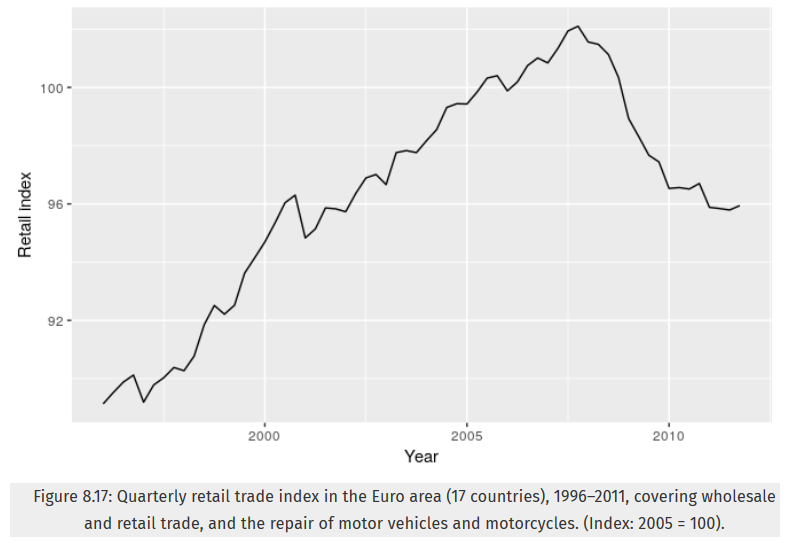 Retail index
100
96
92
2000 2005 2010
Year
Figure 8.17: Quarterly retail trade index in the Euro area (17 countries), 1996–2011, covering wholesale
and retail trade, and the repair of motor vehicles and motorcycles. (Index: 2005 = 100).